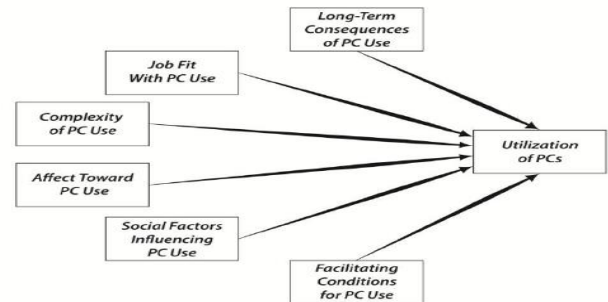 Long-Term
Consequences
of PC Use
Job Fit
With PC Use
Complexity
of PC Use
Utilization
of PCs
Affect Toward
PC Use
Social Factors
Influencing
PC Use
Facilitating
Conditions
for PC Use